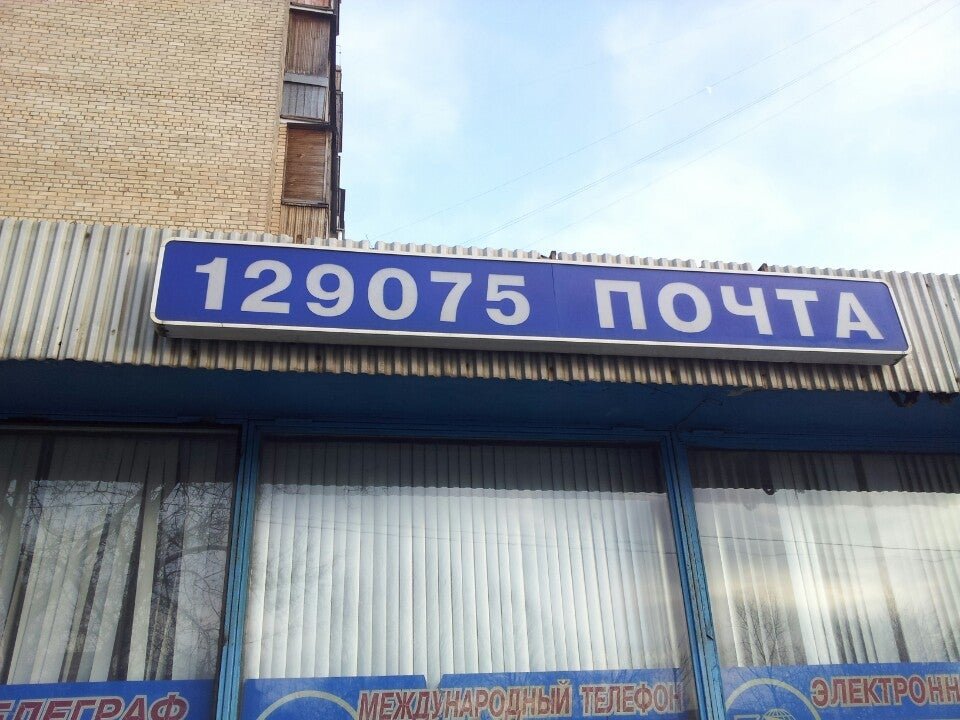 129075 ПОЧТА
МЕЖДУНАРОДНЫЙ ТЕЛЕФОН